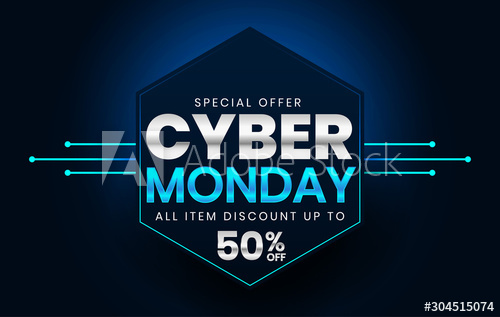 SPECIAL OFFER
CYBER
MONDAY
ALL ITEM DISCOUNT UP TO
50% OFF
Adobe Stock
#304515074